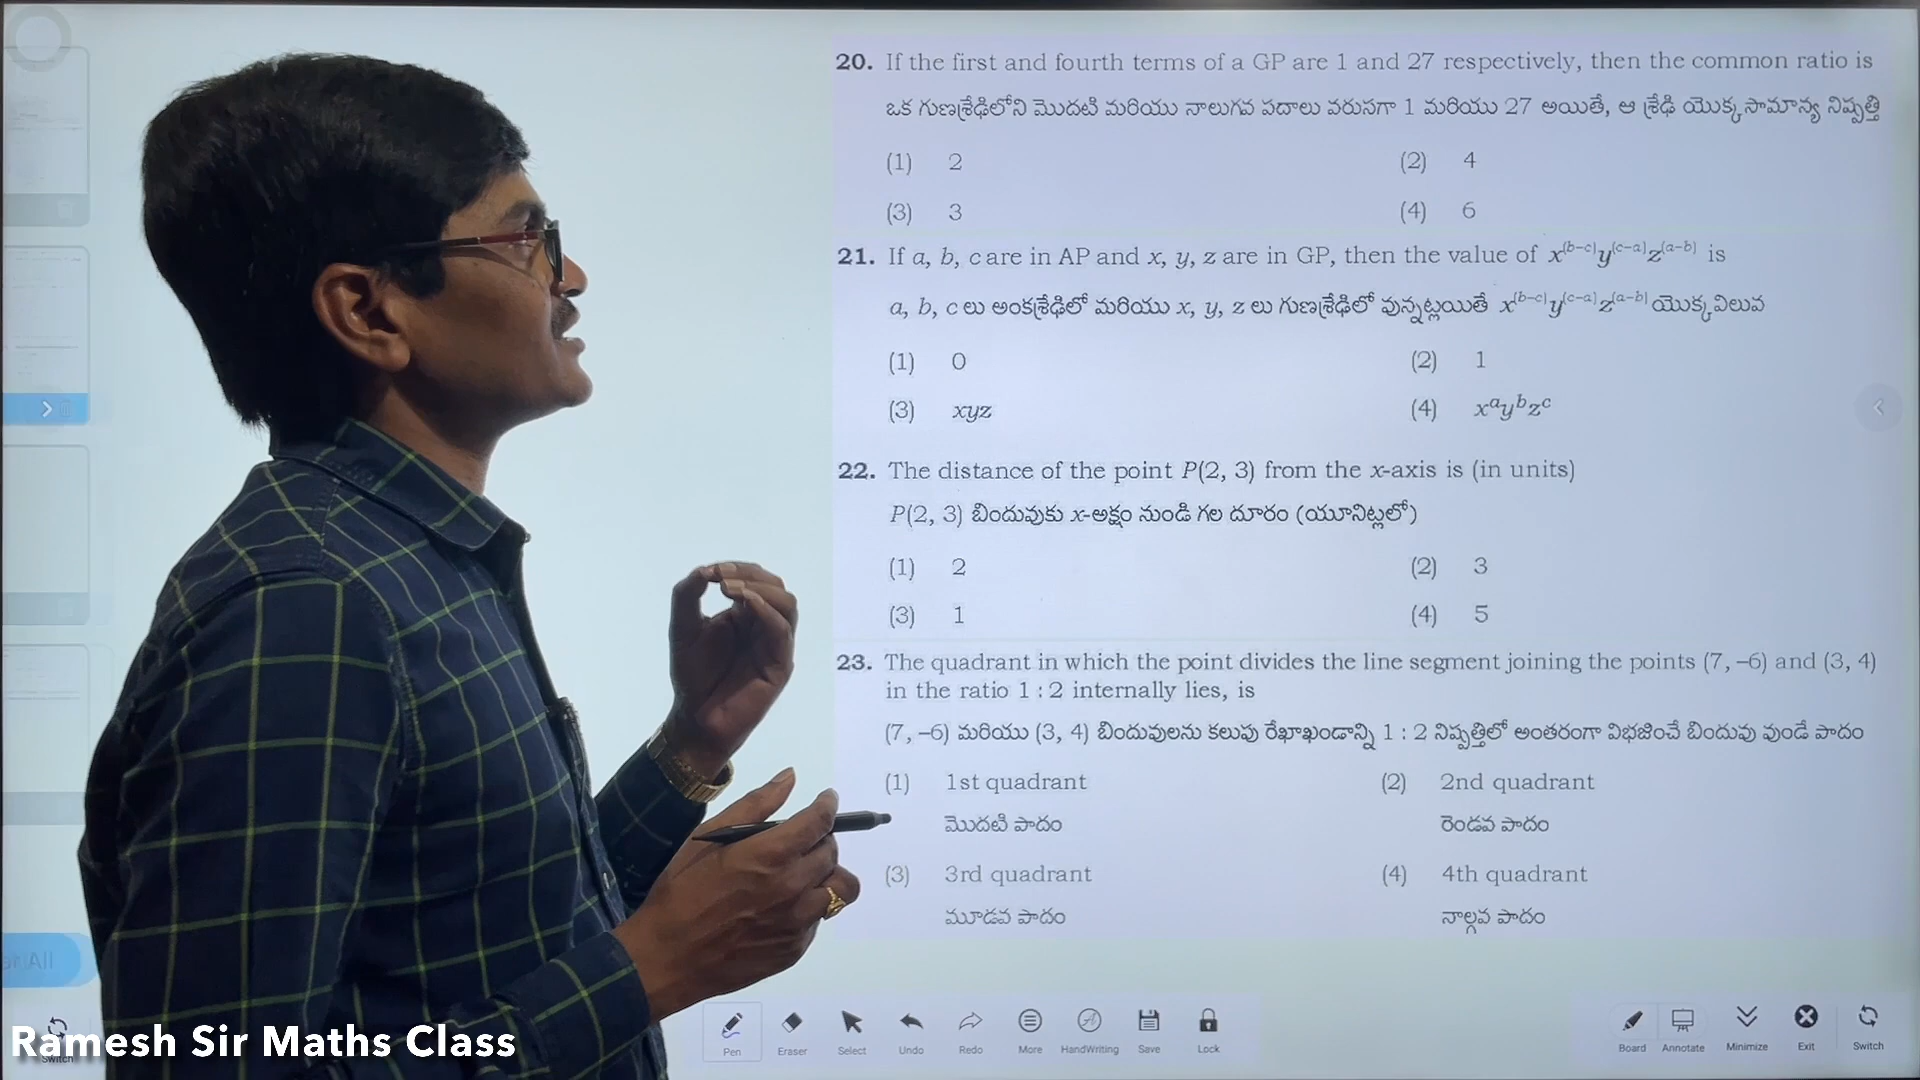 20. If the first and fourth terms of a GP are 1 and 27 respectively, then the common ratio is
ఒక గుణశ్రేఢిలోని మొదటి మరియు నాలుగవ పదాలు వరుసగా 1 మరియు 27 అయితే, ఆ శ్రేఢి యొక్క సామాన్య నిష్పత్తి
(1) 2 (2) 4
(3) 3 (4) 6
21. If a, b, c are in AP and x, y, z are in GP, then the value of x^(b–c)y^(c–a)z^(a–b) is
a, b, c లు అంకశ్రేఢిలో మరియు x, y, z లు గుణశ్రేఢిలో వున్నట్లయితే x^(b–c)y^(c–a)z^(a–b) యొక్క విలువ
(1) 0 (2) 1
(3) xyz (4) x^a y^b z^c
22. The distance of the point P(2, 3) from the x-axis is (in units)
P(2, 3) బిందువుకు x-అక్షం నుండి గల దూరం (యూనిట్లలో)
(1) 2 (2) 3
(3) 1 (4) 5
23. The quadrant in which the point divides the line segment joining the points (7, –6) and (3, 4)
in the ratio 1 : 2 internally lies, is
(7, –6) మరియు (3, 4) బిందువులను కలుపు రేఖాఖండాన్ని 1 : 2 నిష్పత్తిలో అంతరంగా విభజించే బిందువు వుండే పాదం
(1) 1st quadrant (2) 2nd quadrant
మొదటి పాదం రెండవ పాదం
(3) 3rd quadrant (4) 4th quadrant
మూడవ పాదం నాల్గవ పాదం
Ramesh Sir Maths Class
Switch
Pen Eraser Select Undo Redo More HandWriting Save Lock Board Annotate Minimize Exit Switch